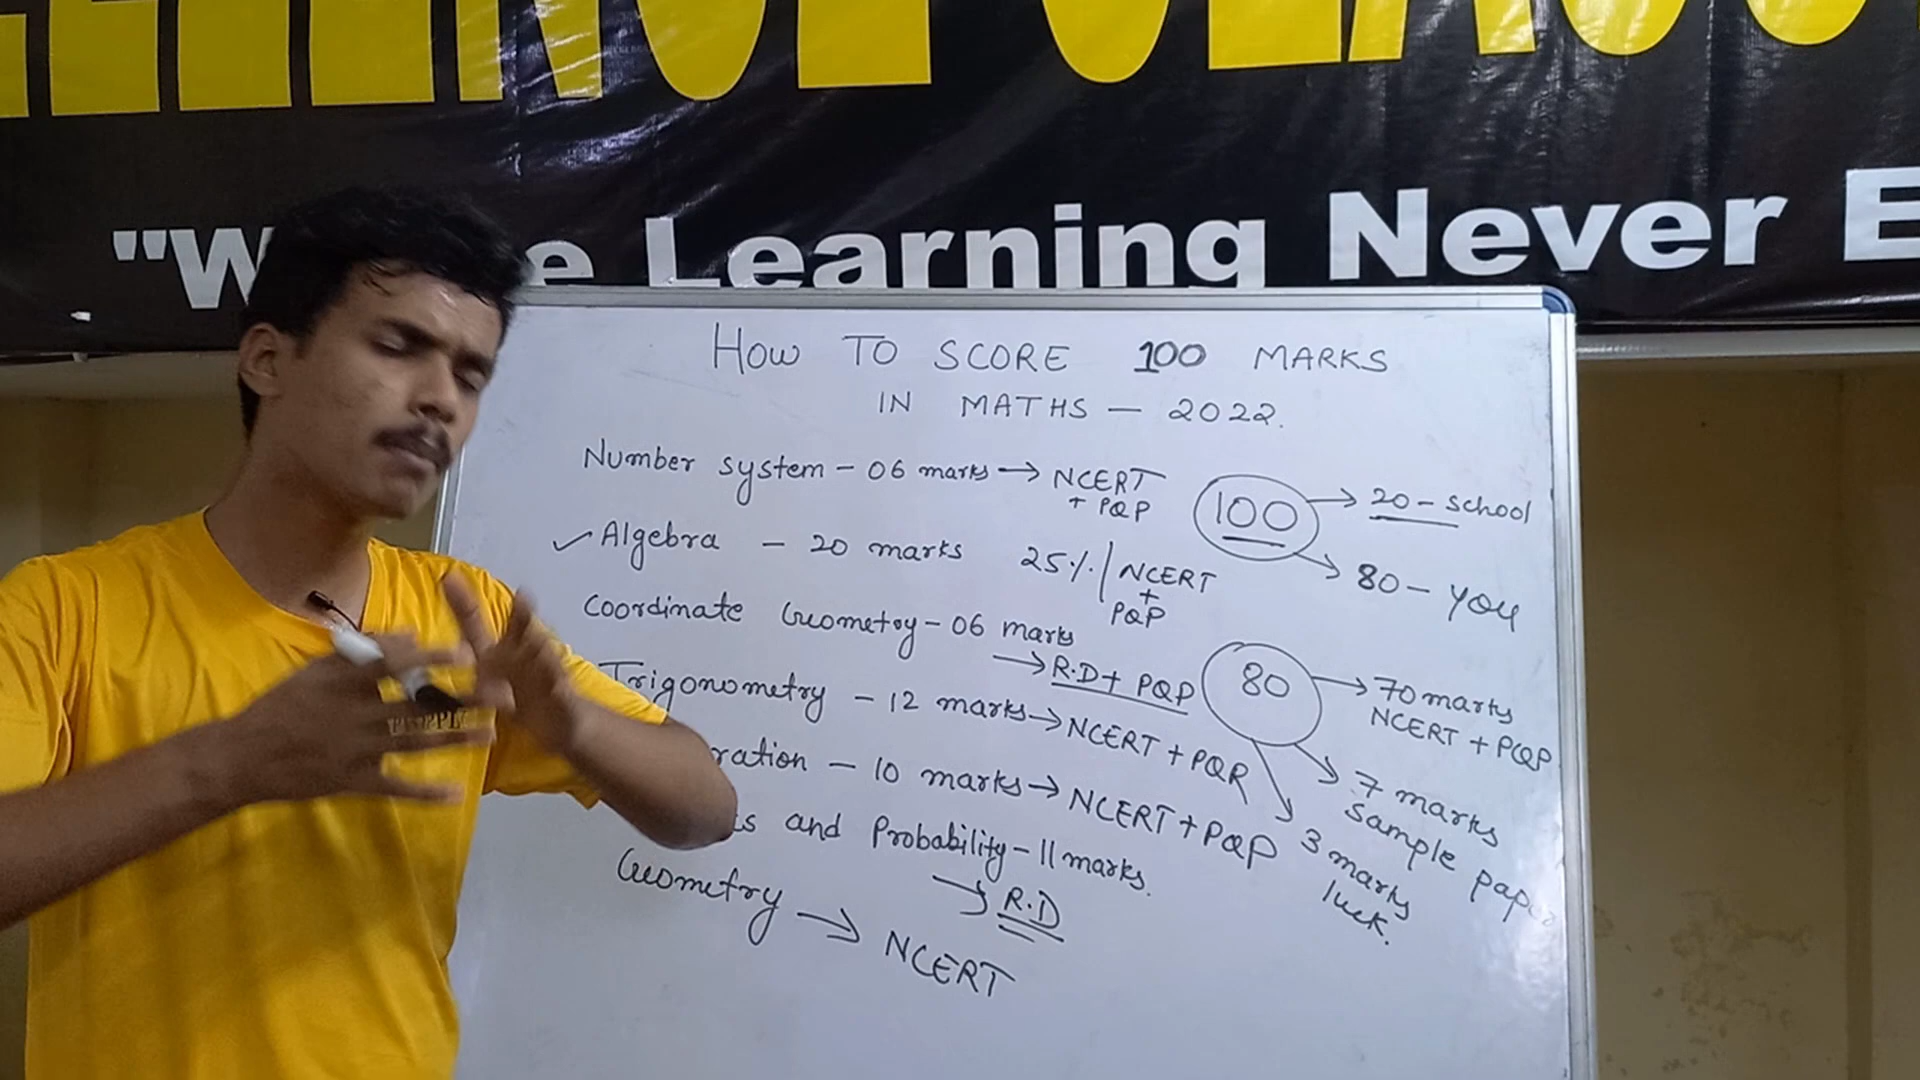 "W e Learning Never E
HOW TO SCORE 100 MARKS
IN MATHS - 2022.
Number system - 06 marks → NCERT
+ PQP
✓ Algebra - 20 marks 25% / NCERT
+
PQP
Coordinate Geometry - 06 marks
→ R.D + PQP
Trigonometry - 12 marks → NCERT + PQR
ration - 10 marks → NCERT + PQP
cs and Probability - 11 marks.
→ R.D
Geometry → NCERT
100 → 20 - school
→ 80 - you
80 → 70 marks
NCERT + PQP
→ 7 marks
Sample paper
→ 3 marks
luck.